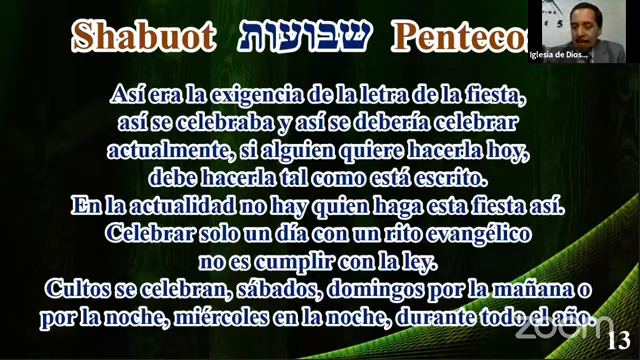 Shabuot שבועות Penteco
Iglesia de Dios...
Así era la exigencia de la letra de la fiesta,
así se celebraba y así se debería celebrar
actualmente, si alguien quiere hacerla hoy,
debe hacerla tal como está escrito.
En la actualidad no hay quien haga esta fiesta así.
Celebrar solo un día con un rito evangélico
no es cumplir con la ley.
Cultos se celebran, sábados, domingos por la mañana o
por la noche, miércoles en la noche, durante todo el año.
zoom
13